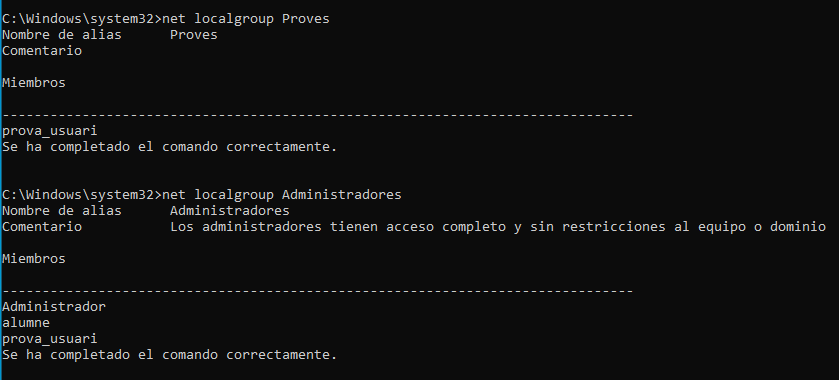 C:\Windows\system32>net localgroup Proves
Nombre de alias      Proves
Comentario
Miembros
-------------------------------------------------------------------------------
prova_usuari
Se ha completado el comando correctamente.
C:\Windows\system32>net localgroup Administradores
Nombre de alias      Administradores
Comentario           Los administradores tienen acceso completo y sin restricciones al equipo o dominio
Miembros
-------------------------------------------------------------------------------
Administrador
alumne
prova_usuari
Se ha completado el comando correctamente.